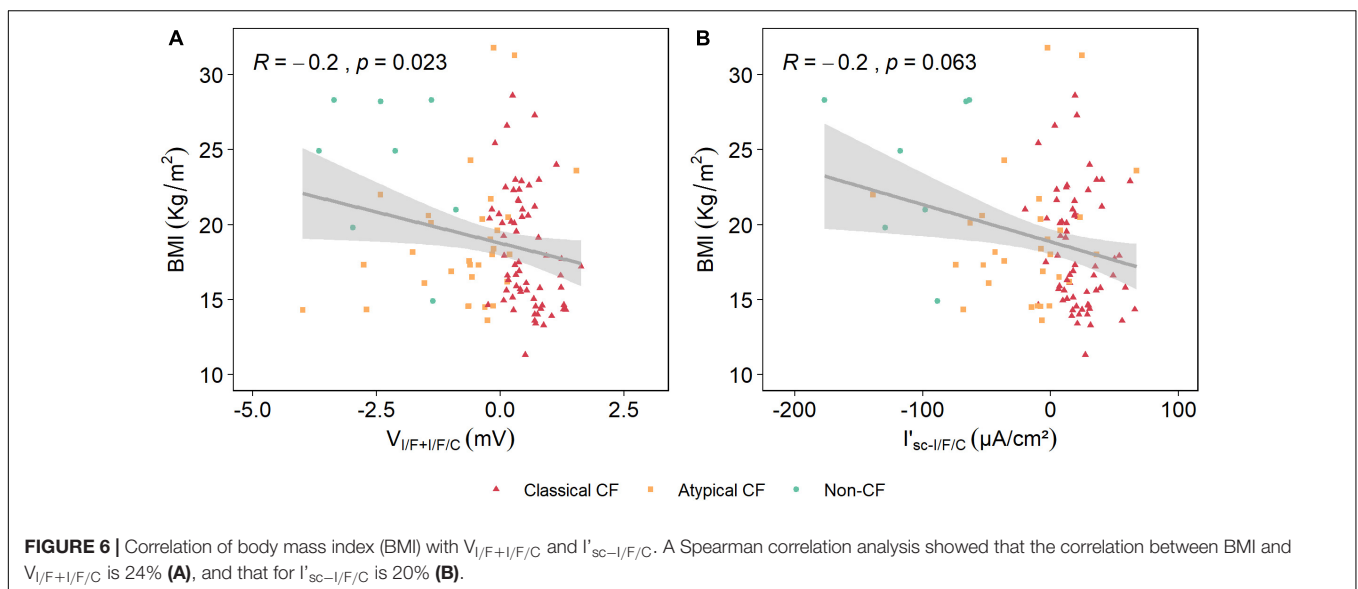 A
R = −0.2 , p = 0.023
30
25
20
15
10
BMI (Kg/m²)
-5.0 -2.5 0.0 2.5
V I/F+I/F/C (mV)
B
R = −0.2 , p = 0.063
30
25
20
15
10
BMI (Kg/m²)
-200 -100 0 100
I'sc-I/F/C (µA/cm²)
Classical CF Atypical CF Non-CF
FIGURE 6 | Correlation of body mass index (BMI) with V I/F+I/F/C and I'sc−I/F/C. A Spearman correlation analysis showed that the correlation between BMI and
V I/F+I/F/C is 24% (A), and that for I'sc−I/F/C is 20% (B).